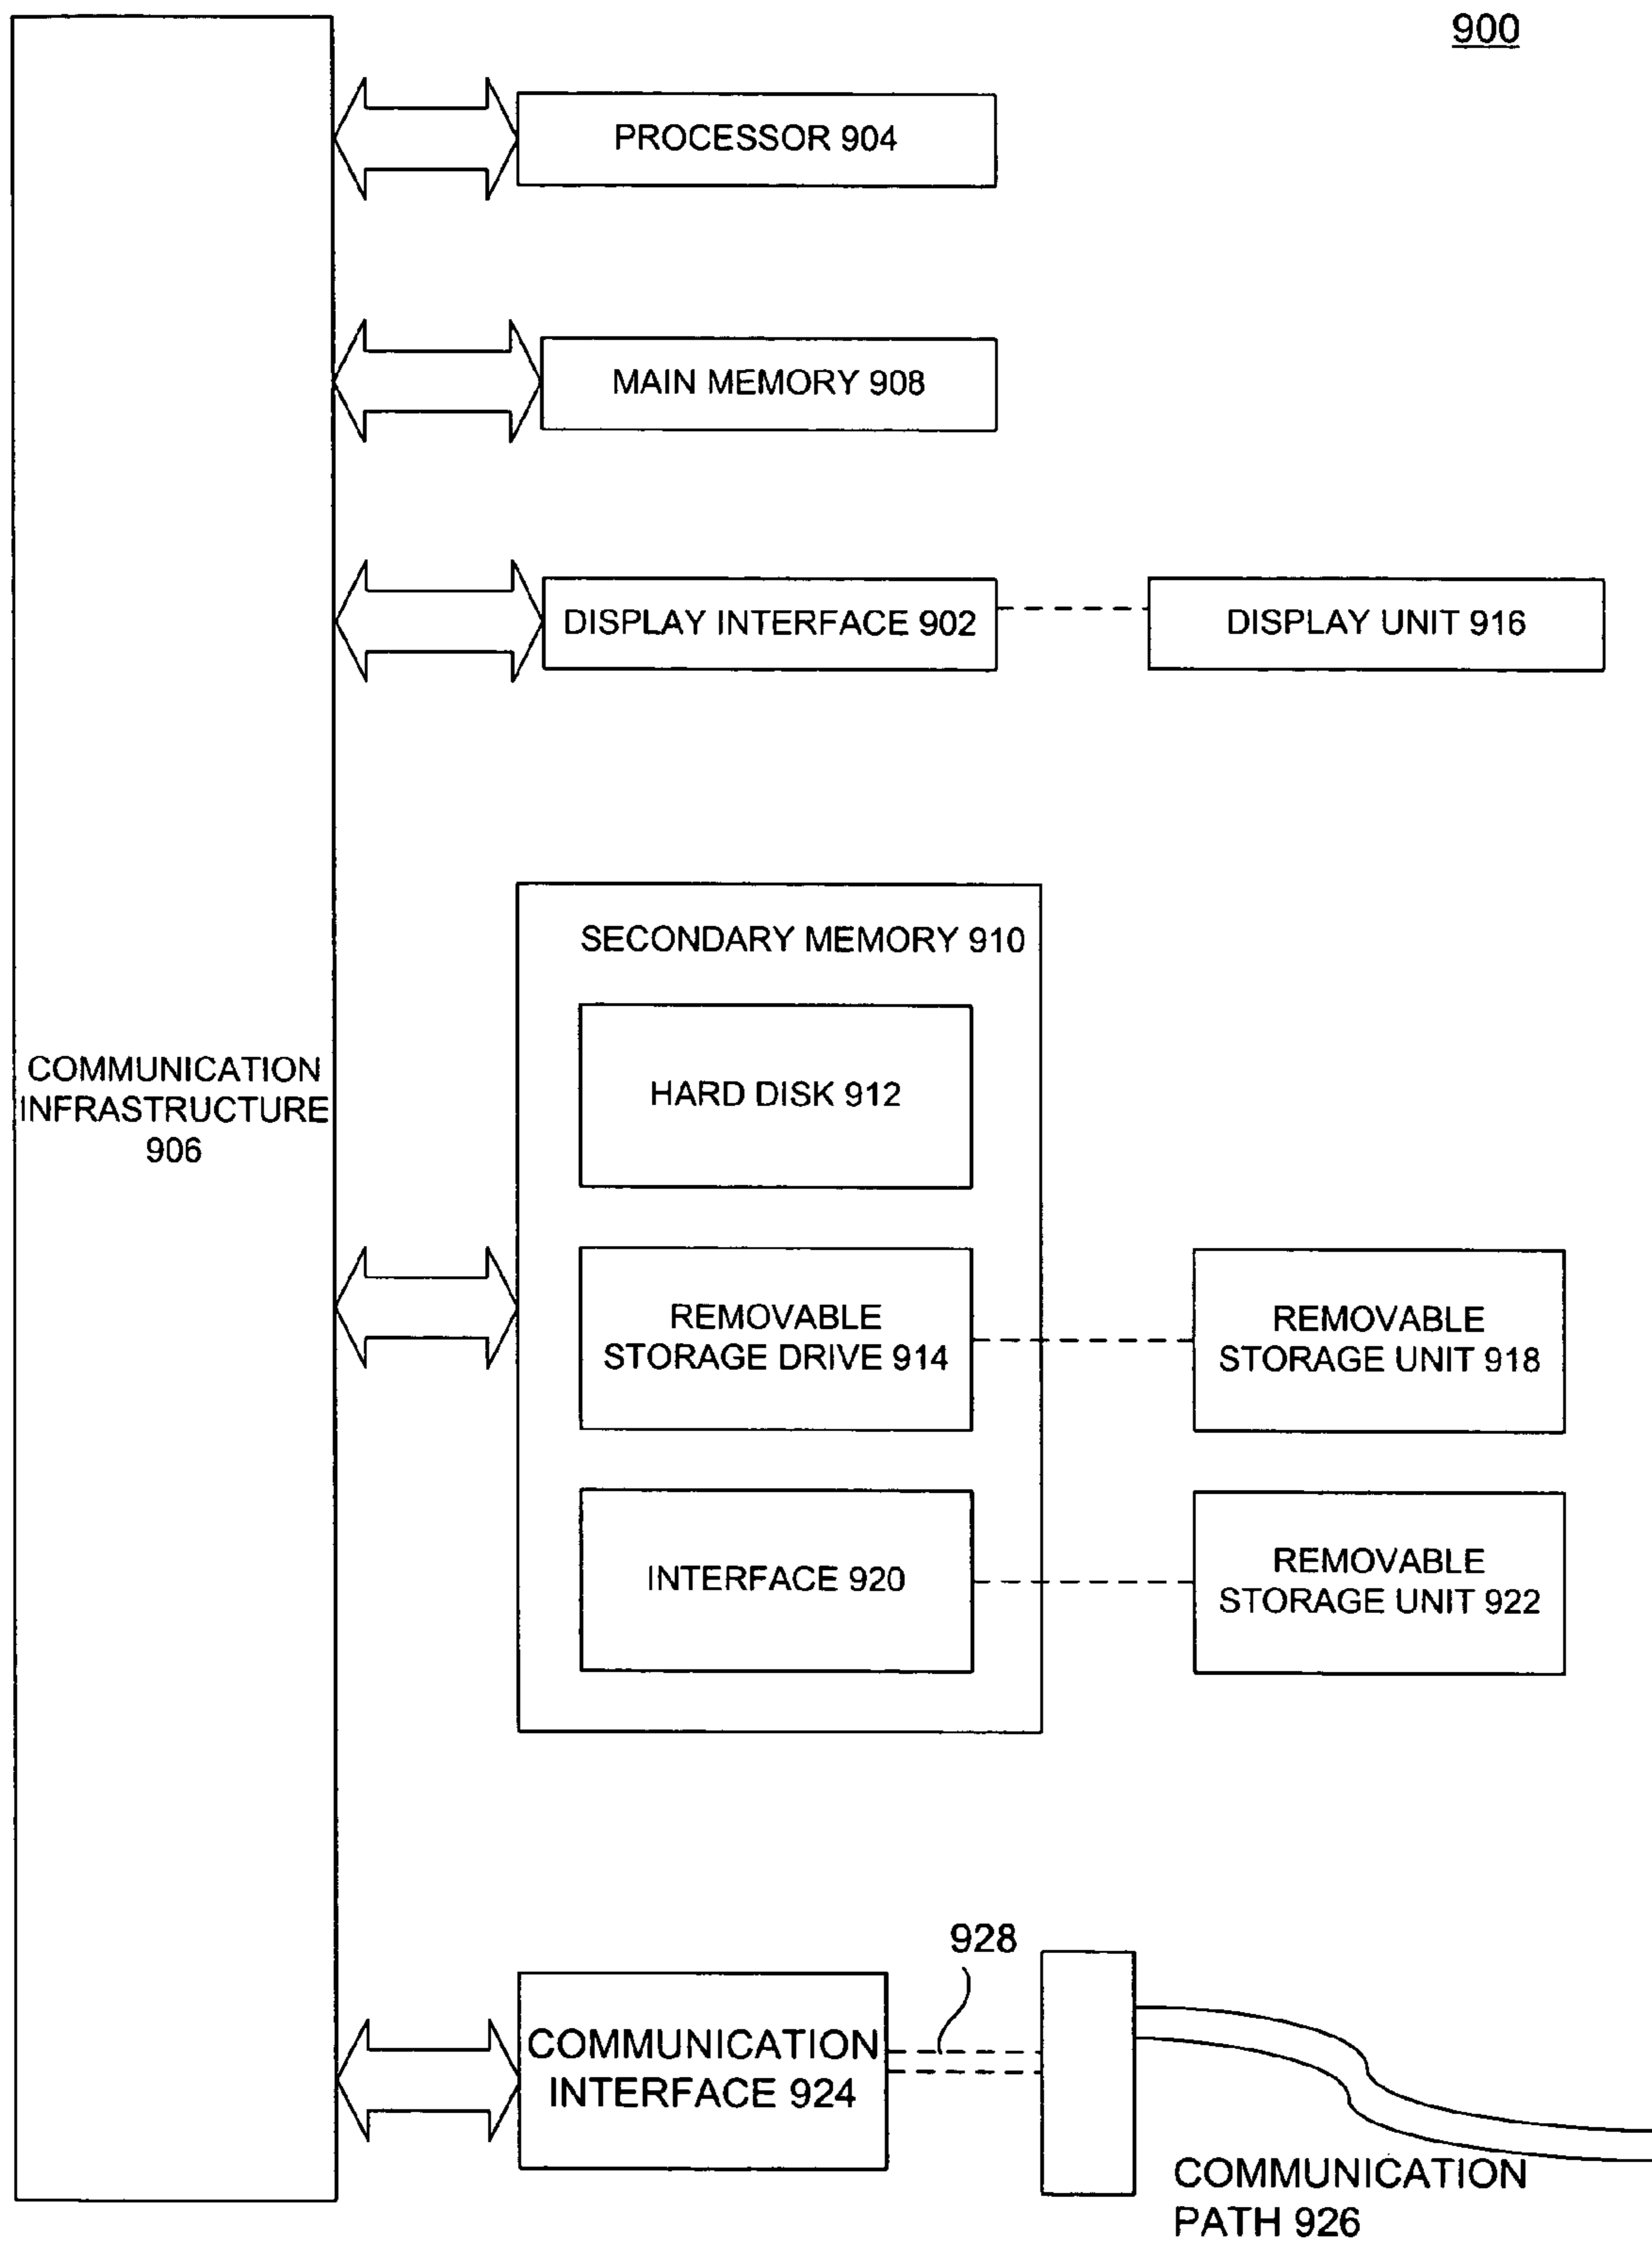 900
PROCESSOR 904
MAIN MEMORY 908
DISPLAY INTERFACE 902
DISPLAY UNIT 916
SECONDARY MEMORY 910
HARD DISK 912
COMMUNICATION
INFRASTRUCTURE
906
REMOVABLE
STORAGE DRIVE 914
REMOVABLE
STORAGE UNIT 918
INTERFACE 920
REMOVABLE
STORAGE UNIT 922
928
COMMUNICATION
INTERFACE 924
COMMUNICATION
PATH 926